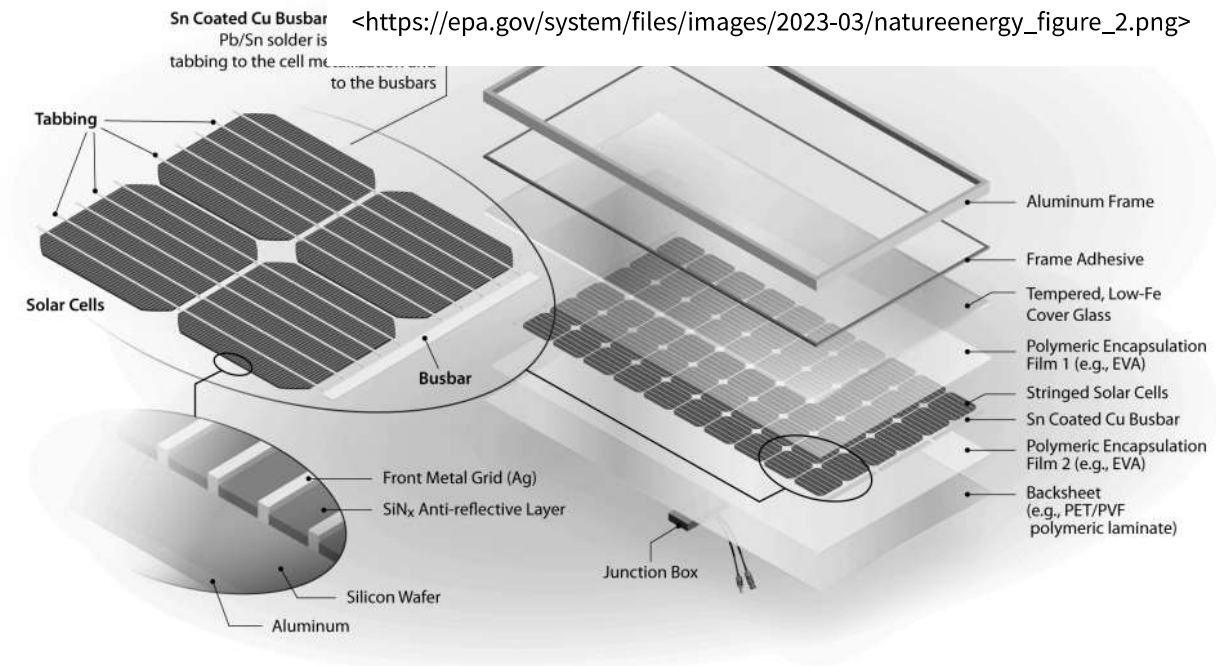 <https://epa.gov/system/files/images/2023-03/natureenergy_figure_2.png>
Sn Coated Cu Busbar
Pb/Sn solder is
tabbing to the cell
to the busbars
Tabbing
Solar Cells
Busbar
Front Metal Grid (Ag)
SiNx Anti-reflective Layer
Silicon Wafer
Aluminum
Aluminum Frame
Frame Adhesive
Tempered, Low-Fe
Cover Glass
Polymeric Encapsulation
Film 1 (e.g., EVA)
Stringed Solar Cells
Sn Coated Cu Busbar
Polymeric Encapsulation
Film 2 (e.g., EVA)
Backsheet
(e.g., PET/PVF
polymeric laminate)
Junction Box